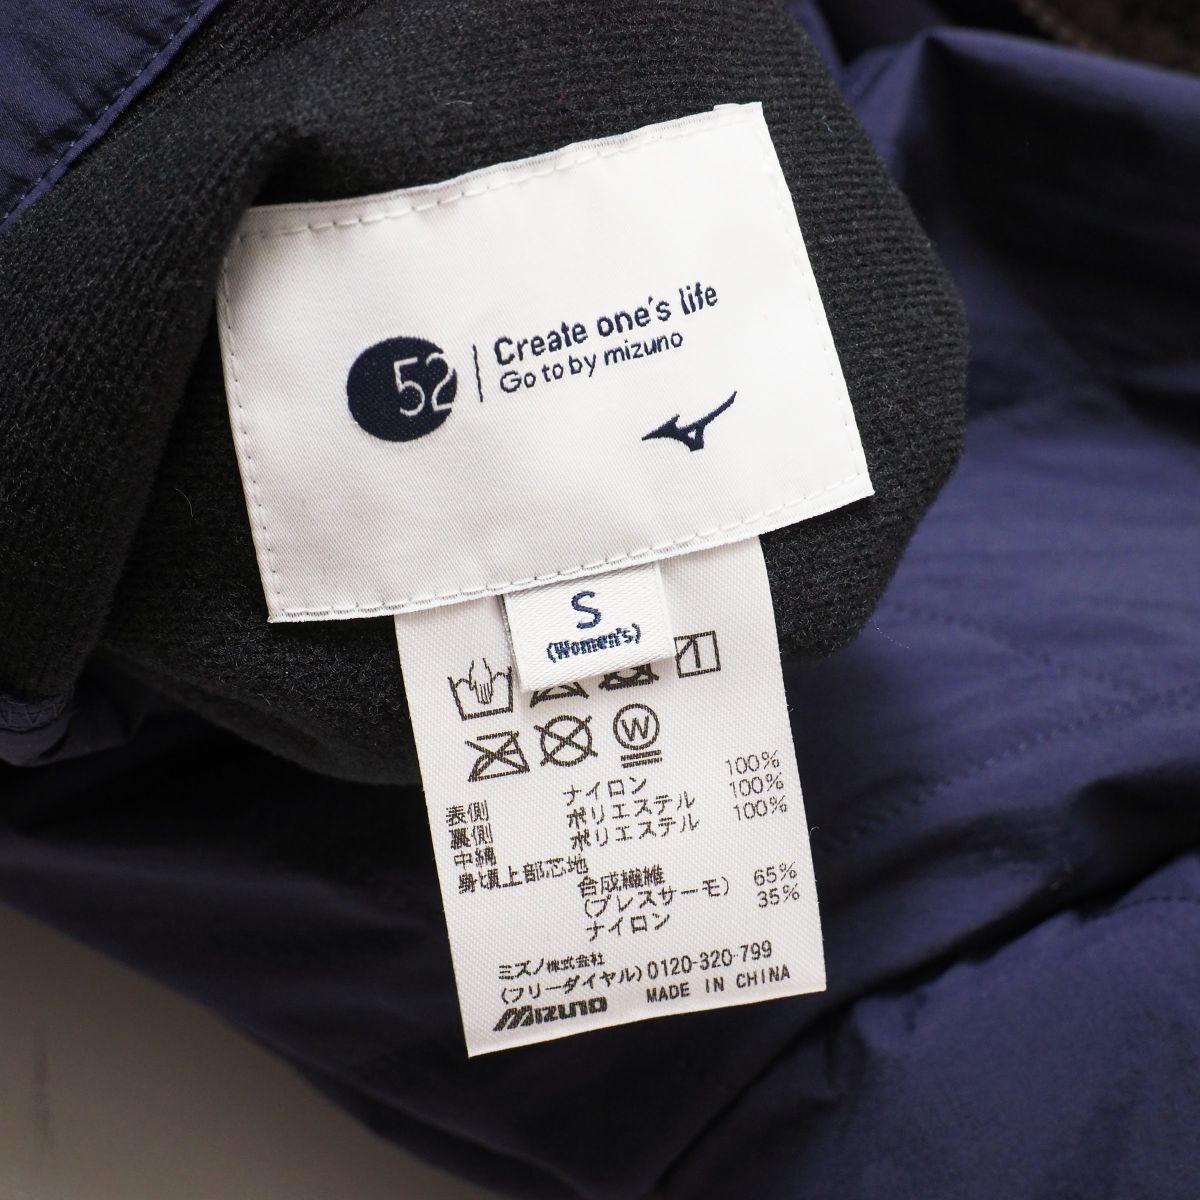 52
Create one's life
Go to by mizuno
S
(Women's)
W
表側 ナイロン 100%
裏側 ポリエステル 100%
中綿 ポリエステル 100%
身頃上部芯地
合成繊維 65%
(ブレスサーモ)
ナイロン 35%
ミズノ株式会社
(フリーダイヤル) 0120-320-799
Mizuno MADE IN CHINA